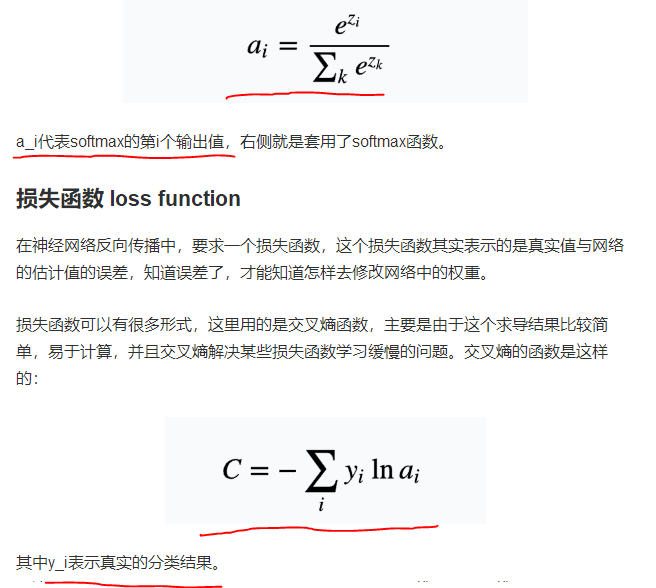 a_i = e^{z_i} / ∑_k e^{z_k}
a_i代表softmax的第i个输出值，右侧就是套用了softmax函数。
损失函数 loss function
在神经网络反向传播中，要求一个损失函数，这个损失函数其实表示的是真实值与网络
的估计值的误差，知道误差了，才能知道怎样去修改网络中的权重。
损失函数可以有很多形式，这里用的是交叉熵函数，主要是由于这个求导结果比较简
单，易于计算，并且交叉熵解决某些损失函数学习缓慢的问题。交叉熵的函数是这样
的：
C = − ∑_i y_i ln a_i
其中y_i表示真实的分类结果。